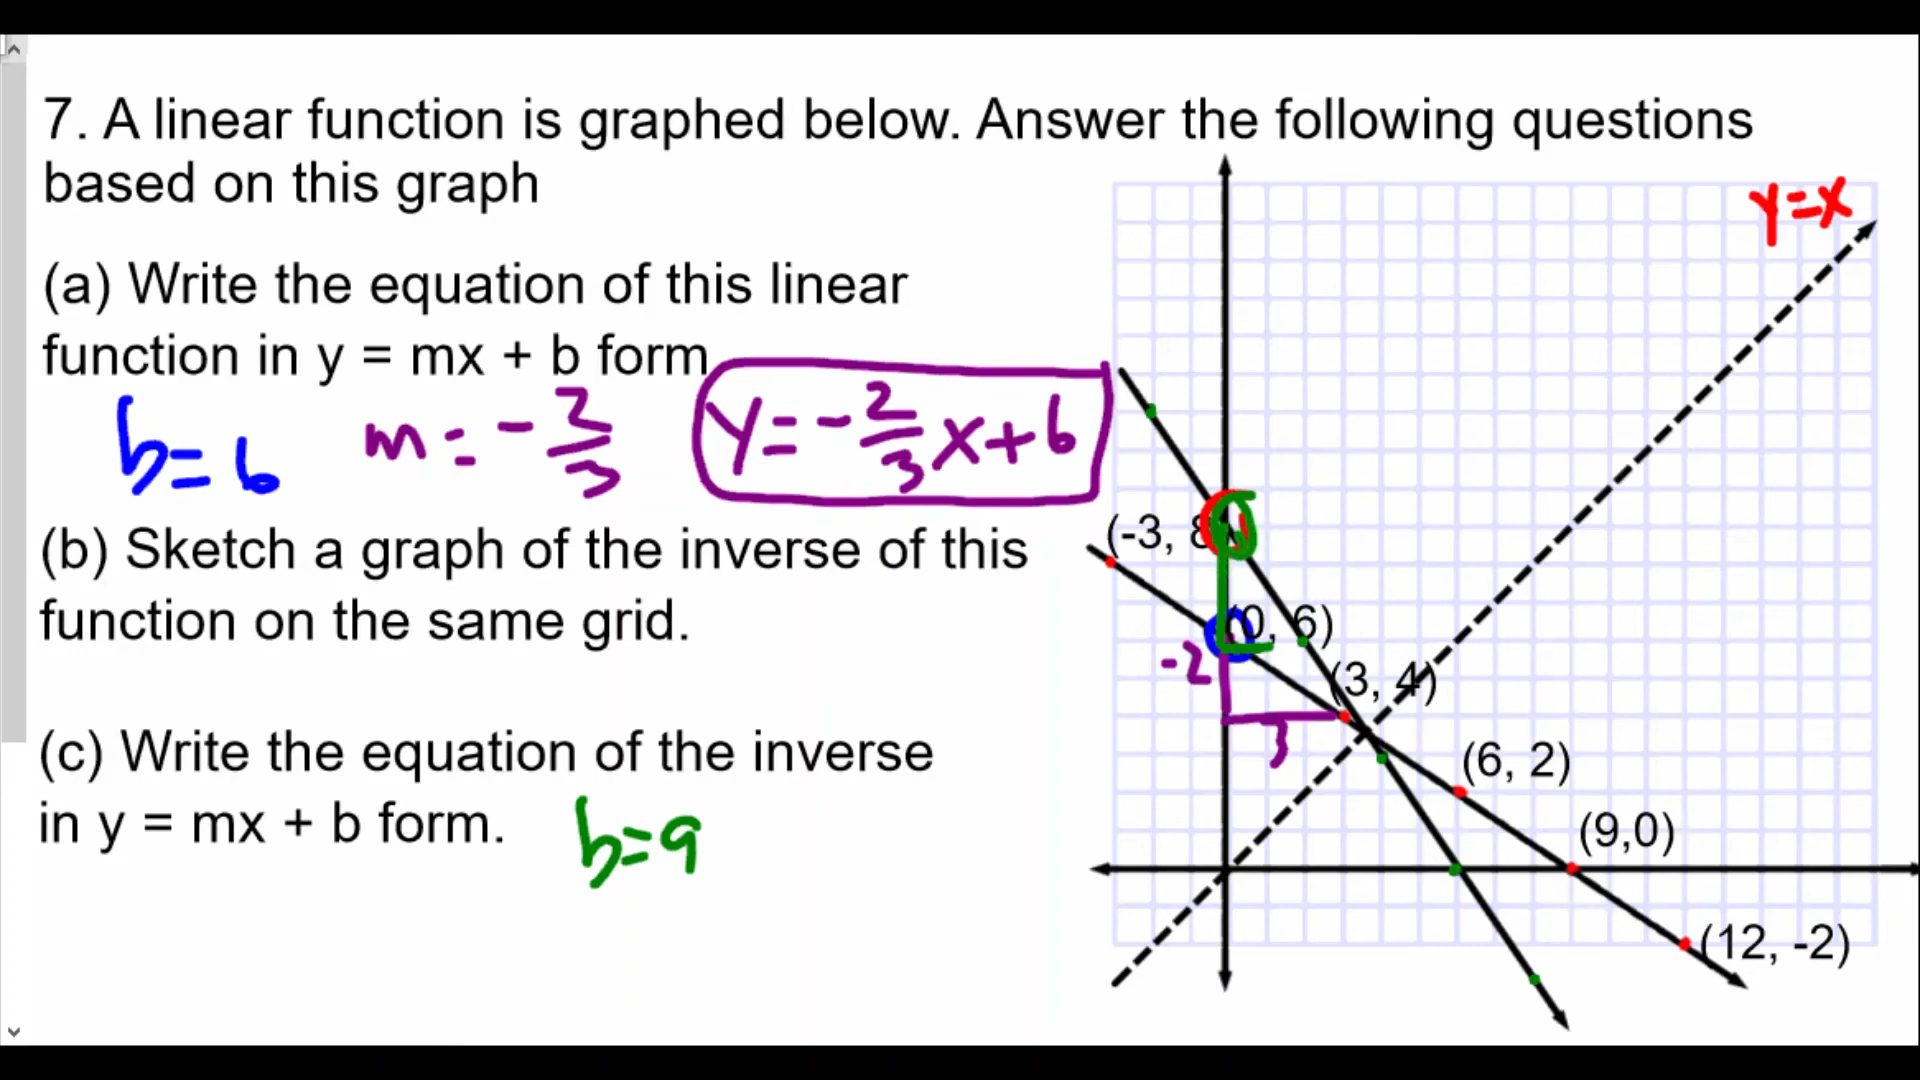 7. A linear function is graphed below. Answer the following questions
based on this graph
y=x
(a) Write the equation of this linear
function in y = mx + b form
b=6 m=-2/3 y=-2/3x+6
(b) Sketch a graph of the inverse of this
function on the same grid.
(c) Write the equation of the inverse
in y = mx + b form. b=9
(-3, 8
(0, 6)
-2
(3, 4)
3
(6, 2)
(9,0)
(12, -2)